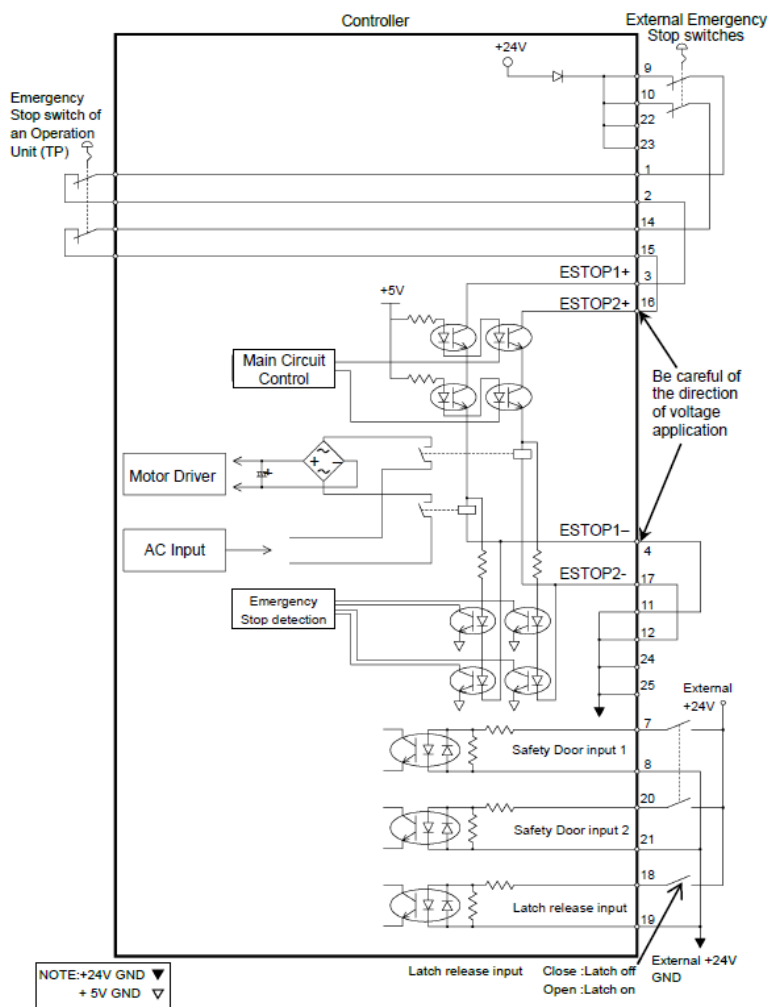 Controller
External Emergency
Stop switches
+24V
9
10
22
23
Emergency
Stop switch of
an Operation
Unit (TP)
1
2
14
15
ESTOP1+
3
+5V
ESTOP2+
16
Main Circuit
Control
Be careful of
the direction
of voltage
application
Motor Driver
AC Input
ESTOP1–
4
ESTOP2-
17
Emergency
Stop detection
11
12
24
25
External
+24V
7
Safety Door input 1
8
20
Safety Door input 2
21
18
Latch release input
19
NOTE:+24V GND ▼
+ 5V GND ▽
Latch release input Close :Latch off
Open :Latch on
External +24V
GND